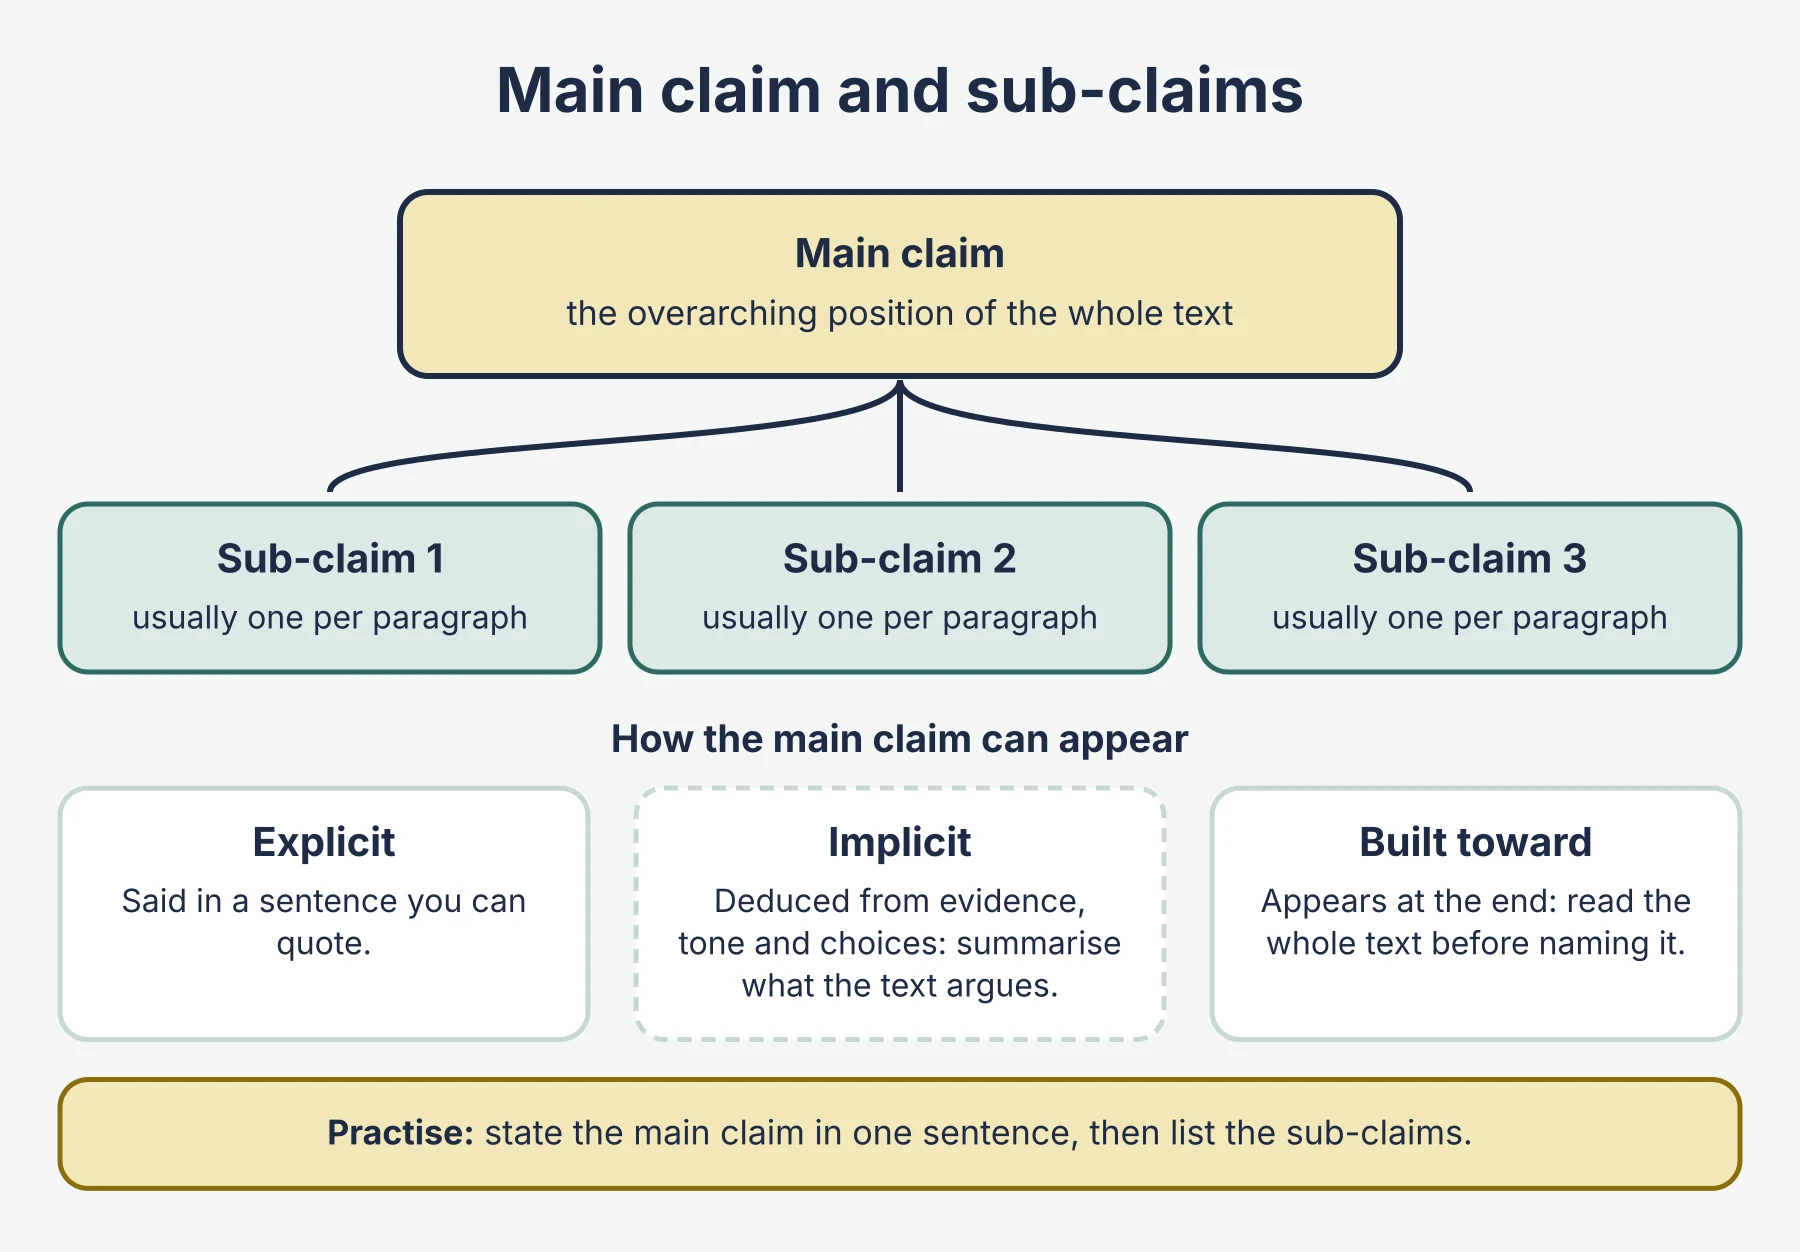 Main claim and sub-claims
Main claim
the overarching position of the whole text
Sub-claim 1
usually one per paragraph
Sub-claim 2
usually one per paragraph
Sub-claim 3
usually one per paragraph
How the main claim can appear
Explicit
Said in a sentence you can
quote.
Implicit
Deduced from evidence,
tone and choices: summarise
what the text argues.
Built toward
Appears at the end: read the
whole text before naming it.
Practise: state the main claim in one sentence, then list the sub-claims.